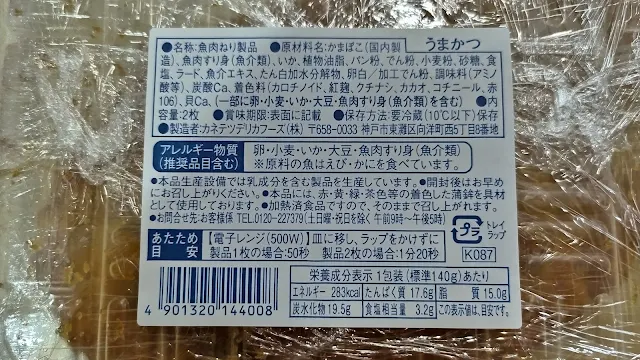 ●名称:魚肉ねり製品 ●原材料名:かまぼこ(国内製 うまかつ
造)、魚肉すり身(魚介類)、いか、植物油脂、パン粉、でん粉、小麦粉、砂糖、食
塩、ラード、魚介エキス、たん白加水分解物、卵白/加工でん粉、調味料(アミノ
酸等)、炭酸Ca、着色料(カロチノイド、紅麹、クチナシ、カカオ、コチニール、赤
106)、貝Ca、(一部に卵・小麦・いか・大豆・魚肉すり身(魚介類)を含む) ●内
容量:2枚 ●賞味期限:表面に記載 ●保存方法:要冷蔵(10℃以下)保存
●製造者:カネテツデリカフーズ(株) 〒658-0033 神戸市東灘区向洋町西5丁目8番地
アレルギー物質 卵・小麦・いか・大豆・魚肉すり身(魚介類)
(推奨品目含む) ※原料の魚はえび・かにを食べています。
●本品生産設備では乳成分を含む製品を生産しています。●開封後はお早め
にお召し上がりください。●本品には、赤・黄・緑・茶色等の着色した蒲鉾を具材
として使用しております。●加熱済食品ですので、そのまま召し上がれます。
●お問合せ先:お客様係 TEL.0120-227379(土日曜・祝日を除く 午前9時〜午後5時)
あたため 【電子レンジ(500W)】皿に移し、ラップをかけずに
目安 製品1枚の場合:50秒 製品2枚の場合:1分20秒
プラ トレイ
ラップ
K087
栄養成分表示 1包装(標準140g)あたり
エネルギー 283kcal たんぱく質 17.6g 脂質 15.0g
炭水化物 19.5g 食塩相当量 3.2g この表示値は、目安です。
4 901320 144008